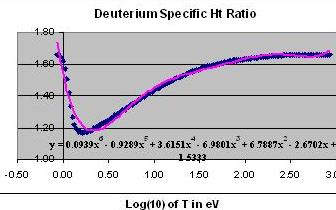 Deuterium Specific Ht Ratio
1.80
1.60
1.40
1.20
y = 0.0939x⁶ - 0.9289x⁵ + 3.6151x⁴ - 6.9801x³ + 6.7887x² - 2.6702x +
1.5333
1.00
-0.50 0.00 0.50 1.00 1.50 2.00 2.50 3.0
Log(10) of T in eV